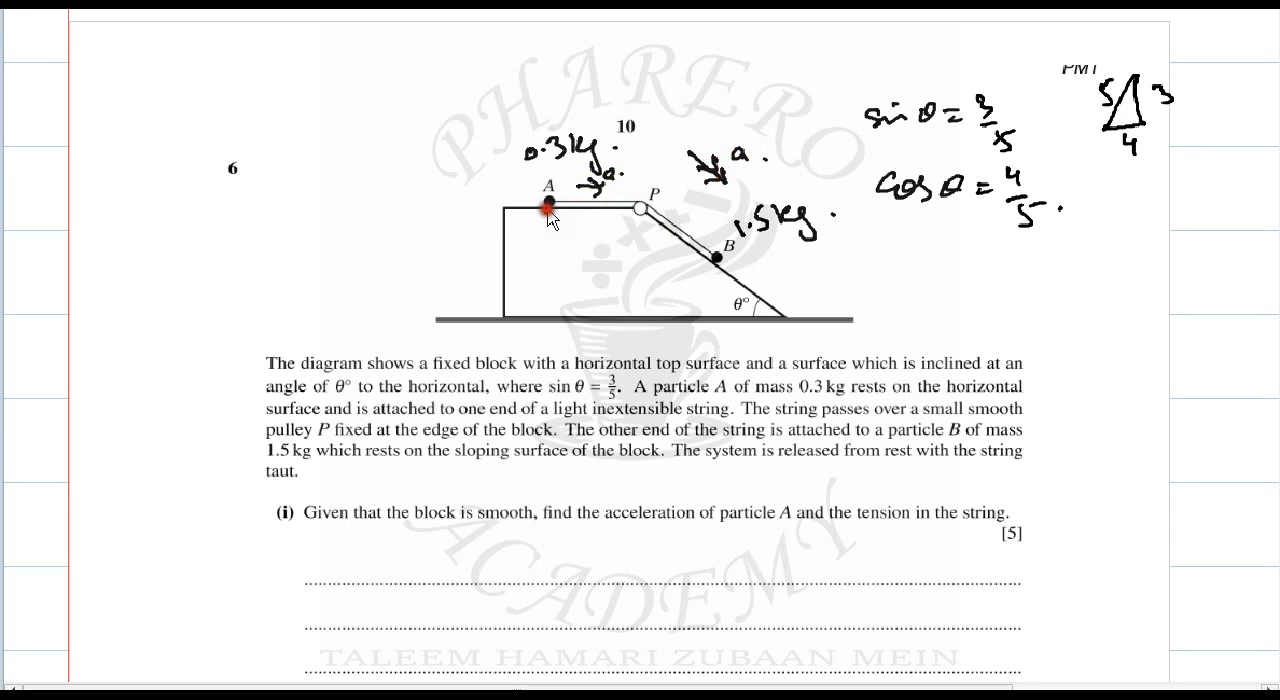 PMT
5 3
4
sin θ = 3/5
10
0.3 kg.
a.
a.
6
cos θ = 4/5.
A
P
1.5 kg.
B
θ°
The diagram shows a fixed block with a horizontal top surface and a surface which is inclined at an
angle of θ° to the horizontal, where sin θ = 3/5. A particle A of mass 0.3 kg rests on the horizontal
surface and is attached to one end of a light inextensible string. The string passes over a small smooth
pulley P fixed at the edge of the block. The other end of the string is attached to a particle B of mass
1.5 kg which rests on the sloping surface of the block. The system is released from rest with the string
taut.
(i) Given that the block is smooth, find the acceleration of particle A and the tension in the string.
[5]
PHARERO
ACADEMY
TALEEM HAMARI ZUBAAN MEIN